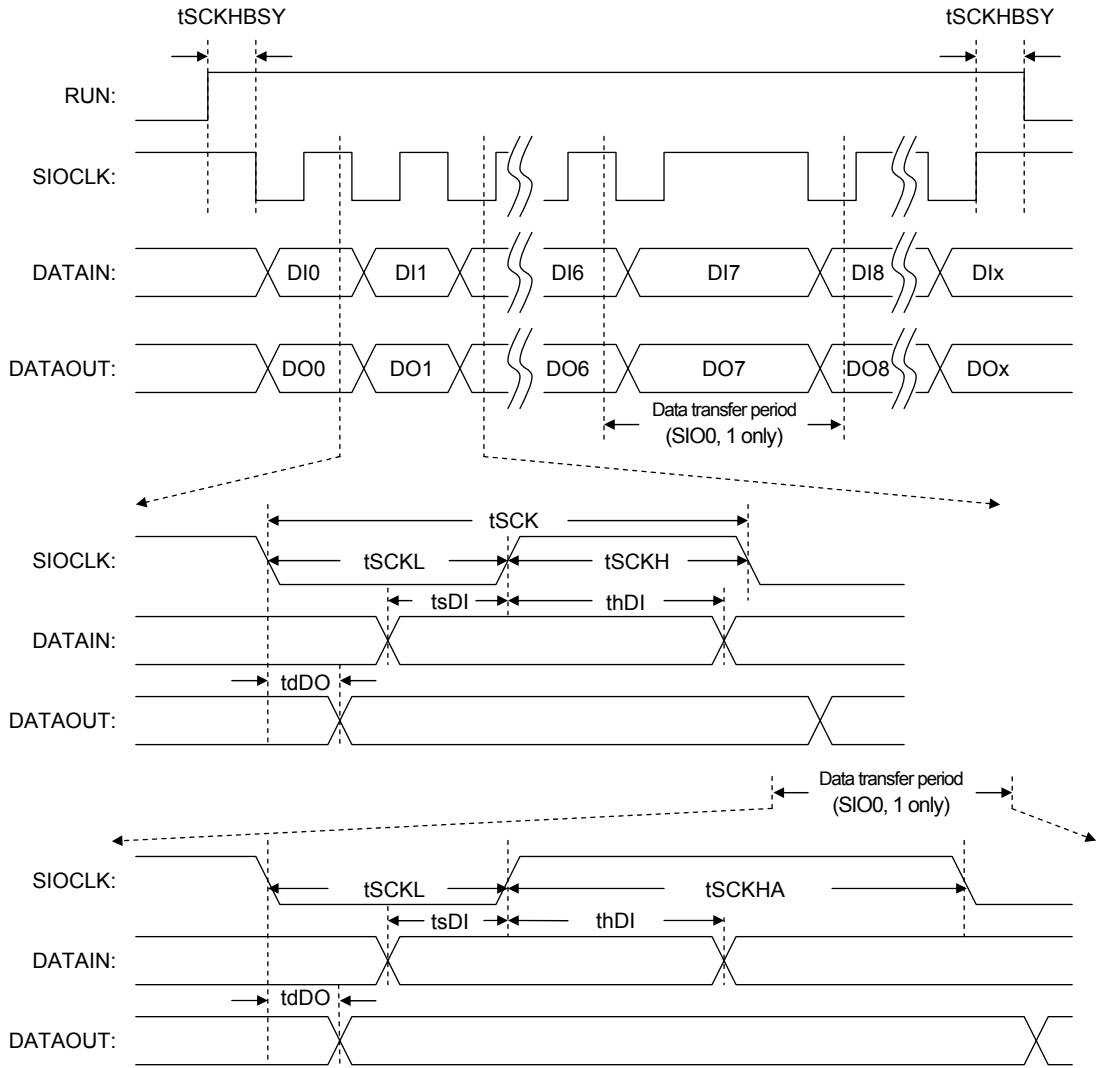 tSCKHBSY tSCKHBSY
RUN:
SIOCLK:
DATAIN: DI0 DI1 DI6 DI7 DI8 DIx
DATAOUT: DO0 DO1 DO6 DO7 DO8 DOx
Data transfer period
(SIO0, 1 only)
tSCK
SIOCLK: tSCKL tSCKH
tsDI thDI
DATAIN:
tdDO
DATAOUT:
Data transfer period
(SIO0, 1 only)
SIOCLK: tSCKL tSCKHA
tsDI thDI
DATAIN:
tdDO
DATAOUT: